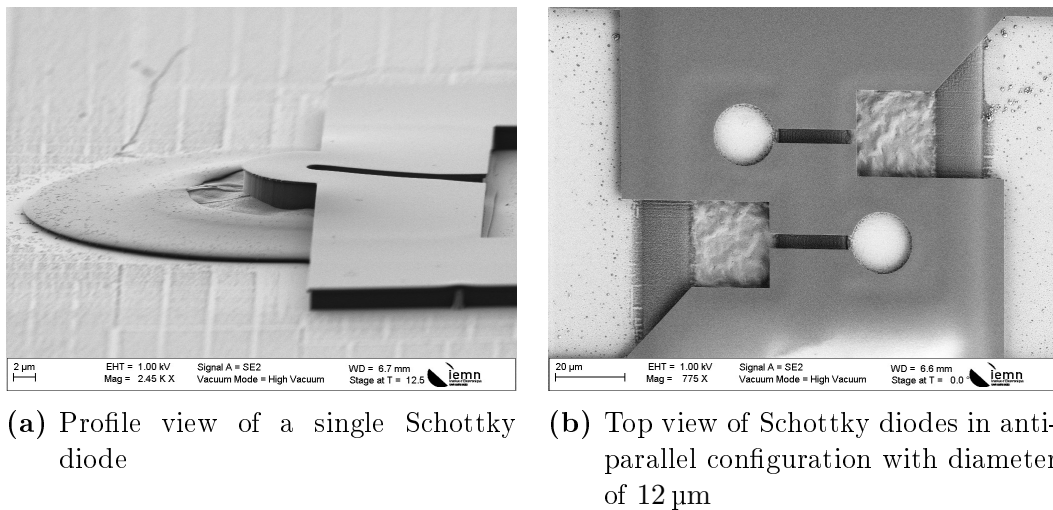 2 µm
EHT = 1.00 kV
Mag = 2.45 K X
Signal A = SE2
Vacuum Mode = High Vacuum
WD = 6.7 mm
Stage at T = 12.5
iemn
20 µm
EHT = 1.00 kV
Mag = 775 X
Signal A = SE2
Vacuum Mode = High Vacuum
WD = 6.6 mm
Stage at T = 0.0 °
iemn
(a) Profile view of a single Schottky
diode
(b) Top view of Schottky diodes in anti-
parallel configuration with diameter
of 12 µm